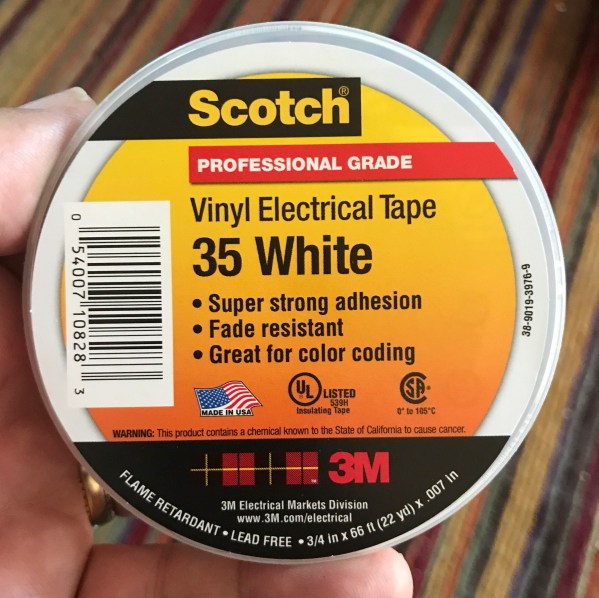 Scotch®
PROFESSIONAL GRADE
Vinyl Electrical Tape
35 White
• Super strong adhesion
• Fade resistant
• Great for color coding
0 54007 10828 3
38-9019-3976-9
MADE IN USA
UL
LISTED
539H
Insulating Tape
SA®
0° to 105°C
WARNING: This product contains a chemical known to the State of California to cause cancer.
3M
3M Electrical Markets Division
www.3M.com/electrical
FLAME RETARDANT • LEAD FREE • 3/4 in x 66 ft (22 yd) x .007 in